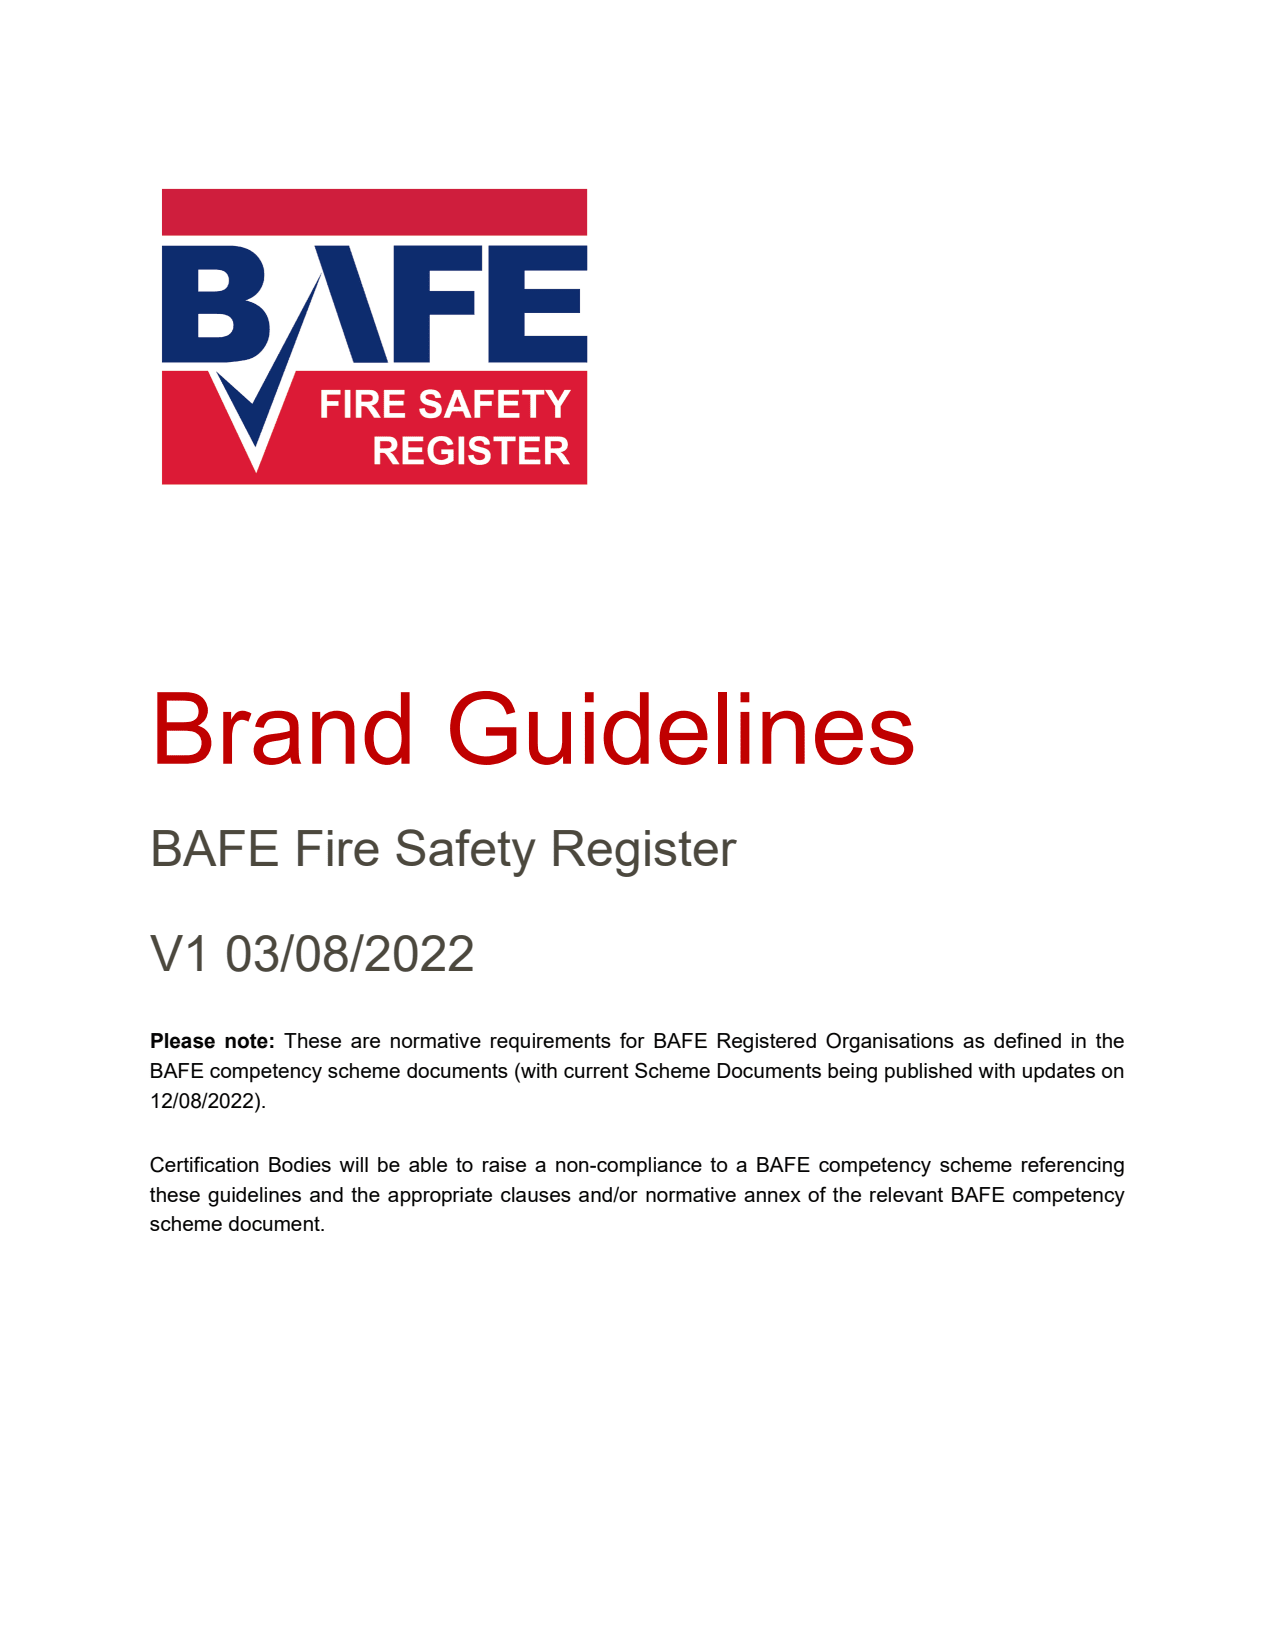 BAFE
FIRE SAFETY
REGISTER
Brand Guidelines
BAFE Fire Safety Register
V1 03/08/2022
Please note: These are normative requirements for BAFE Registered Organisations as defined in the
BAFE competency scheme documents (with current Scheme Documents being published with updates on
12/08/2022).
Certification Bodies will be able to raise a non-compliance to a BAFE competency scheme referencing
these guidelines and the appropriate clauses and/or normative annex of the relevant BAFE competency
scheme document.